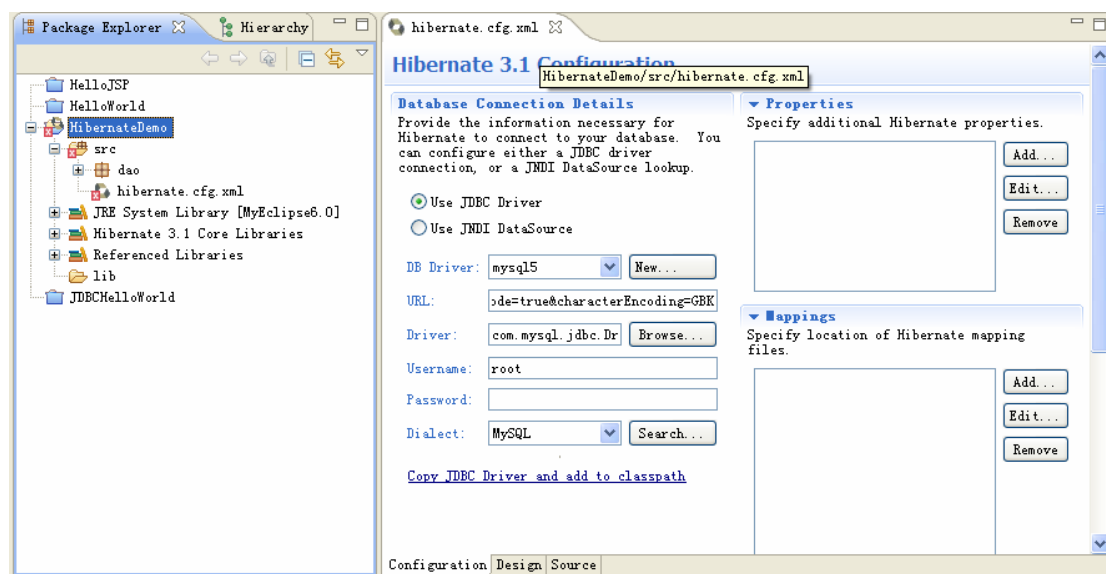 Package Explorer
Hierarchy
HelloJSP
HelloWorld
HibernateDemo
src
dao
hibernate.cfg.xml
JRE System Library [MyEclipse6.0]
Hibernate 3.1 Core Libraries
Referenced Libraries
lib
JDBCHelloWorld
hibernate.cfg.xml
Hibernate 3.1 Configuration
HibernateDemo/src/hibernate.cfg.xml
Database Connection Details
Provide the information necessary for
Hibernate to connect to your database. You
can configure either a JDBC driver
connection, or a JNDI DataSource lookup.
Use JDBC Driver
Use JNDI DataSource
DB Driver: mysql5 New...
URL: ode=true&characterEncoding=GBK
Driver: com.mysql.jdbc.Dr Browse...
Username: root
Password:
Dialect: MySQL Search...
Copy JDBC Driver and add to classpath
Properties
Specify additional Hibernate properties.
Add...
Edit...
Remove
Mappings
Specify location of Hibernate mapping
files.
Add...
Edit...
Remove
Configuration Design Source